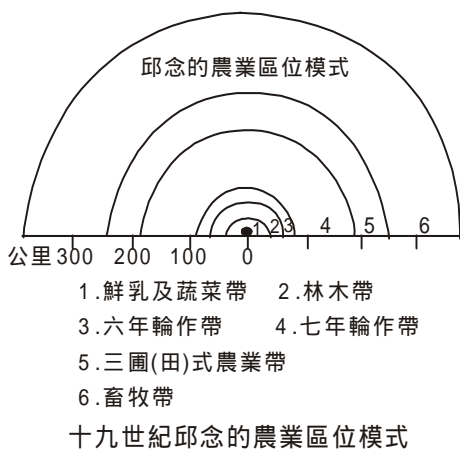 邱念的農業區位模式
1 2 3 4 5 6
公里 300 200 100 0
1.鮮乳及蔬菜帶 2.林木帶
3.六年輪作帶 4.七年輪作帶
5.三圃(田)式農業帶
6.畜牧帶
十九世紀邱念的農業區位模式